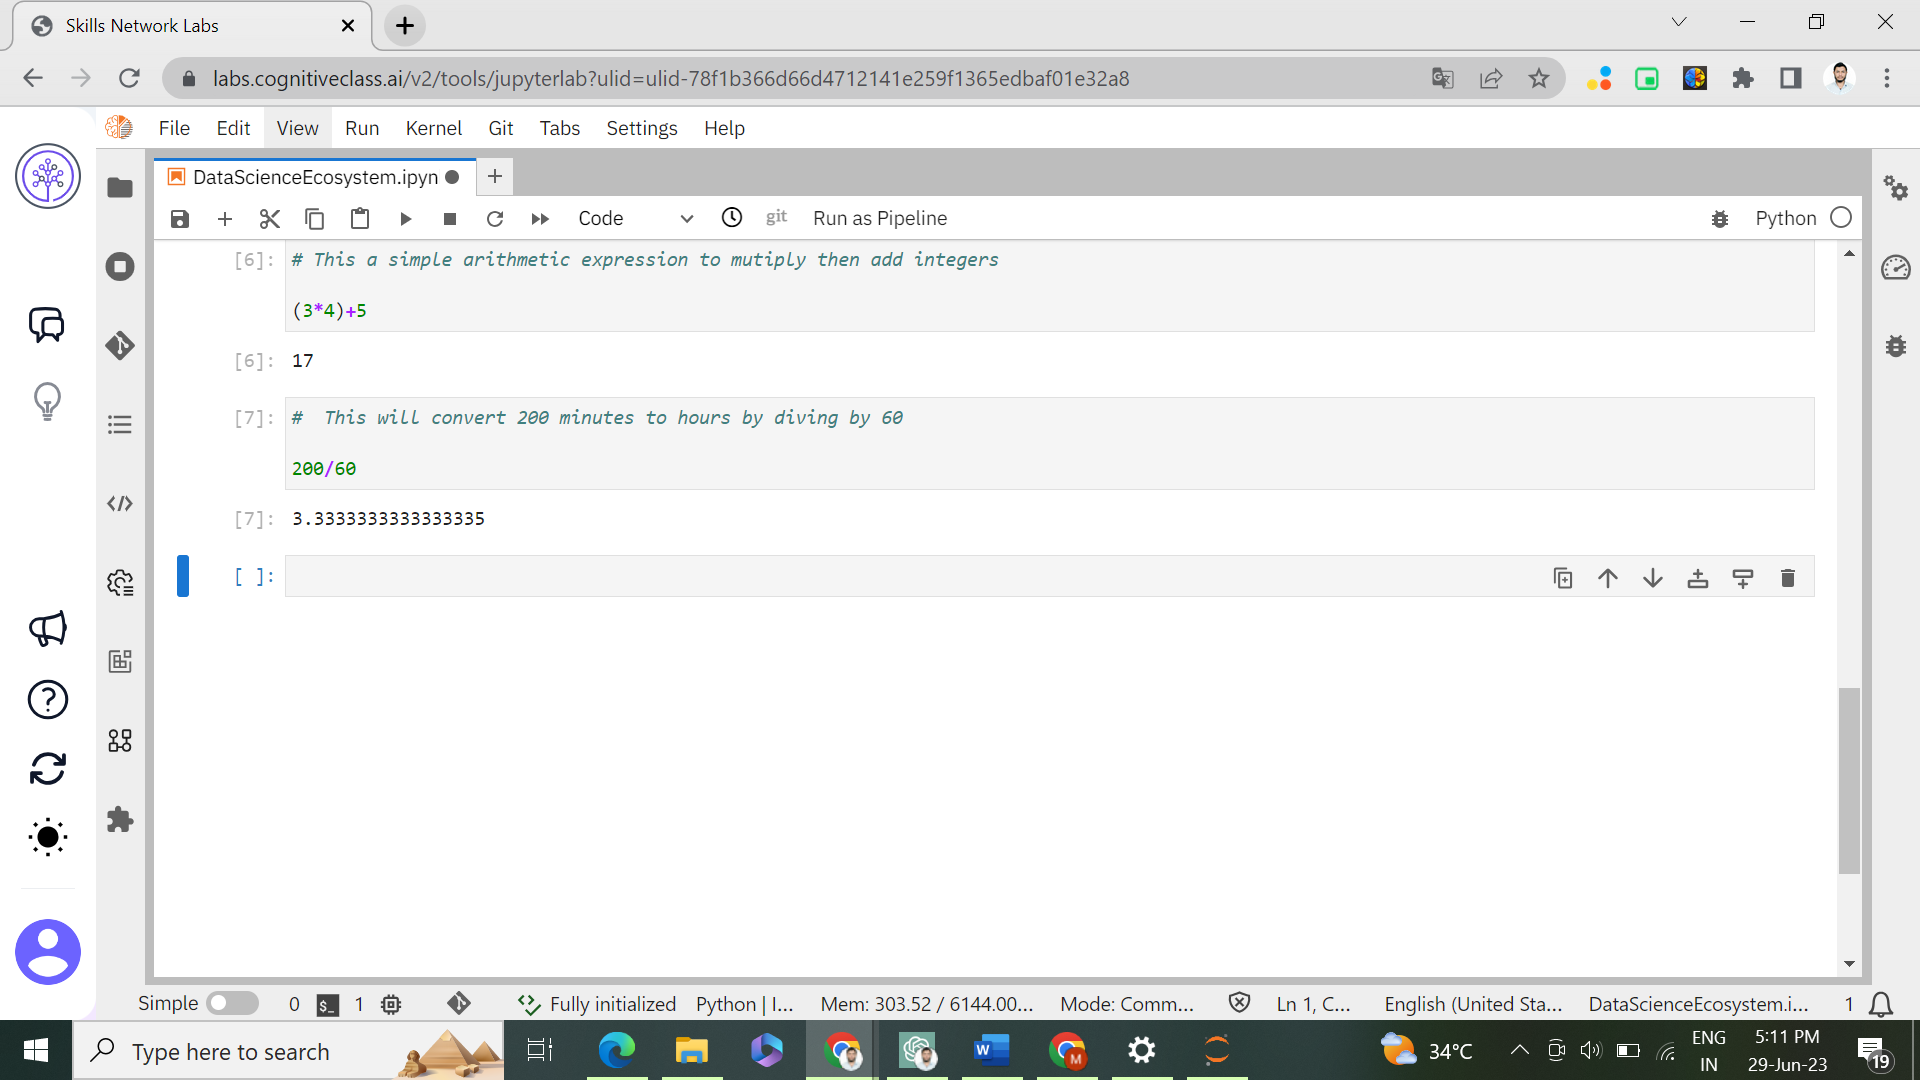 Skills Network Labs
labs.cognitiveclass.ai/v2/tools/jupyterlab?ulid=ulid-78f1b366d66d4712141e259f1365edbaf01e32a8
File Edit View Run Kernel Git Tabs Settings Help
DataScienceEcosystem.ipyn
Code git Run as Pipeline Python
[6]: # This a simple arithmetic expression to mutiply then add integers
(3*4)+5
[6]: 17
[7]: #  This will convert 200 minutes to hours by diving by 60
200/60
[7]: 3.3333333333333335
[ ]:
Simple 0 $_ 1 Fully initialized Python | I... Mem: 303.52 / 6144.00... Mode: Comm... Ln 1, C... English (United Sta... DataScienceEcosystem.i... 1
Type here to search W M 34°C ENG IN 5:11 PM 29-Jun-23 19